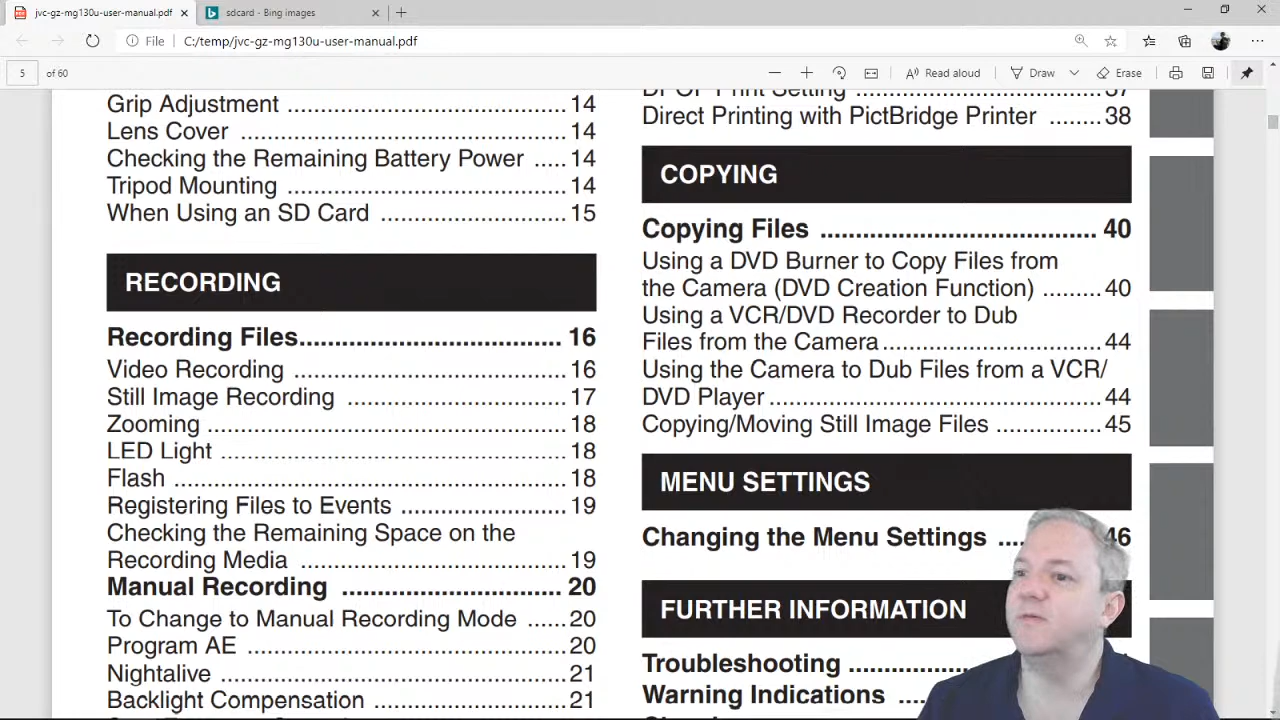 jvc-gz-mg130u-user-manual.pdf
sdcard - Bing images
File C:/temp/jvc-gz-mg130u-user-manual.pdf
5 of 60
Read aloud
Draw
Erase
Grip Adjustment ........................................ 14
Lens Cover ............................................... 14
Checking the Remaining Battery Power ..... 14
Tripod Mounting ........................................ 14
When Using an SD Card ........................... 15
RECORDING
Recording Files..................................... 16
Video Recording ....................................... 16
Still Image Recording ................................ 17
Zooming .................................................... 18
LED Light .................................................. 18
Flash ......................................................... 18
Registering Files to Events ........................ 19
Checking the Remaining Space on the
Recording Media ...................................... 19
Manual Recording ............................... 20
To Change to Manual Recording Mode ...... 20
Program AE .............................................. 20
Nightalive .................................................. 21
Backlight Compensation ............................ 21
DPOF Print Setting ................................... 37
Direct Printing with PictBridge Printer ........ 38
COPYING
Copying Files ....................................... 40
Using a DVD Burner to Copy Files from
the Camera (DVD Creation Function) ......... 40
Using a VCR/DVD Recorder to Dub
Files from the Camera ................................ 44
Using the Camera to Dub Files from a VCR/
DVD Player ................................................ 44
Copying/Moving Still Image Files ............... 45
MENU SETTINGS
Changing the Menu Settings .... 46
FURTHER INFORMATION
Troubleshooting .................
Warning Indications ....